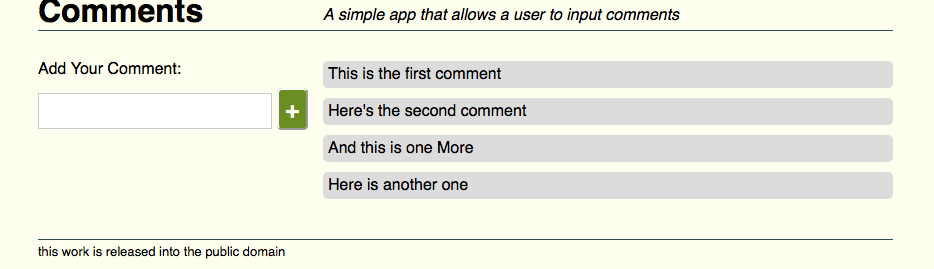 Comments
A simple app that allows a user to input comments
Add Your Comment:
+
This is the first comment
Here's the second comment
And this is one More
Here is another one
this work is released into the public domain